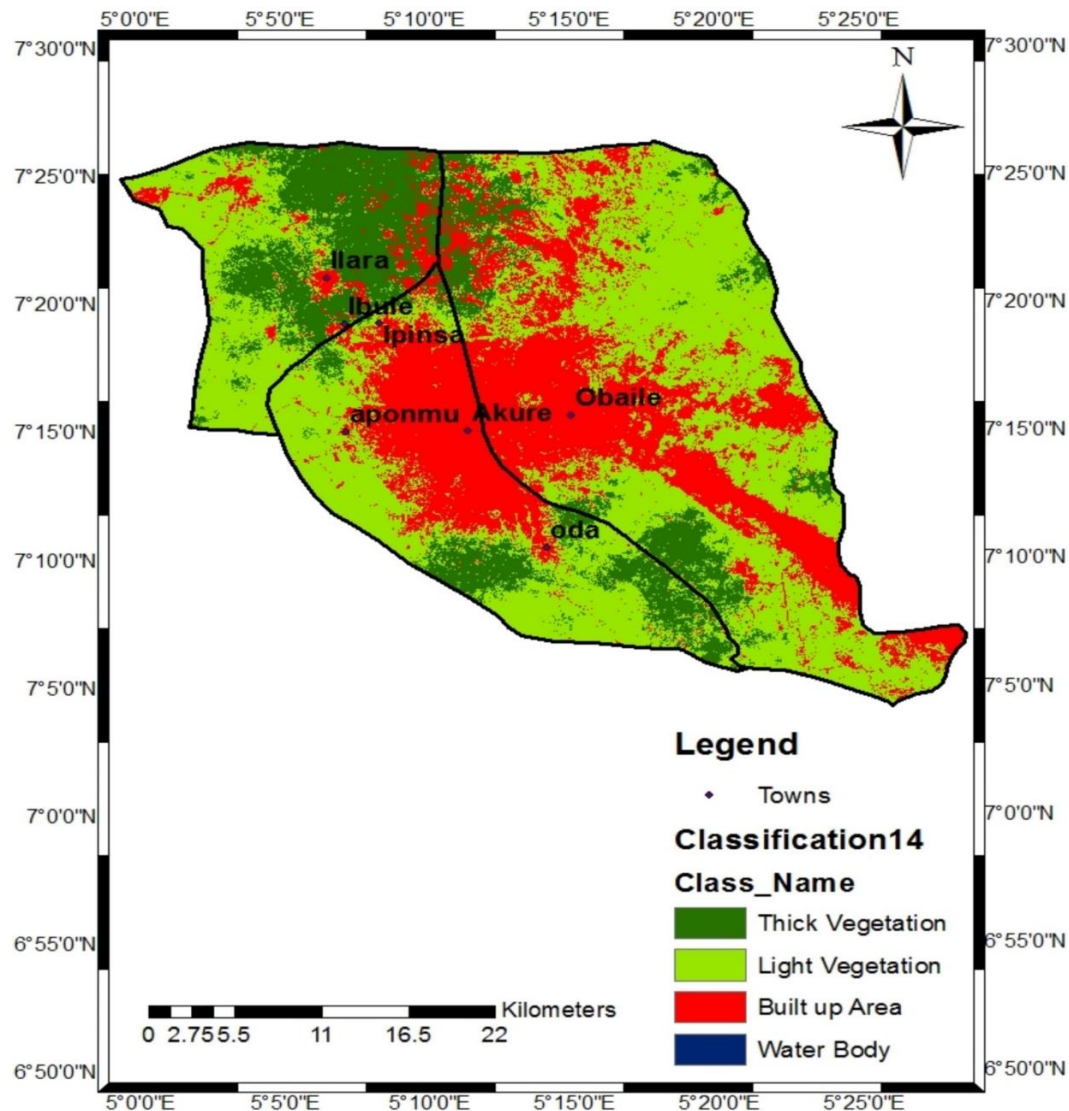 5°0'0"E 5°5'0"E 5°10'0"E 5°15'0"E 5°20'0"E 5°25'0"E
7°30'0"N 7°30'0"N
N
7°25'0"N 7°25'0"N
Ilara
7°20'0"N 7°20'0"N
Ibule
Ipinsa
Obaile
aponmu Akure
7°15'0"N 7°15'0"N
oda
7°10'0"N 7°10'0"N
7°5'0"N 7°5'0"N
Legend
Towns
7°0'0"N 7°0'0"N
Classification14
Class_Name
Thick Vegetation
6°55'0"N 6°55'0"N
Light Vegetation
Built up Area
Kilometers
0 2.755.5 11 16.5 22
Water Body
6°50'0"N 6°50'0"N
5°0'0"E 5°5'0"E 5°10'0"E 5°15'0"E 5°20'0"E 5°25'0"E